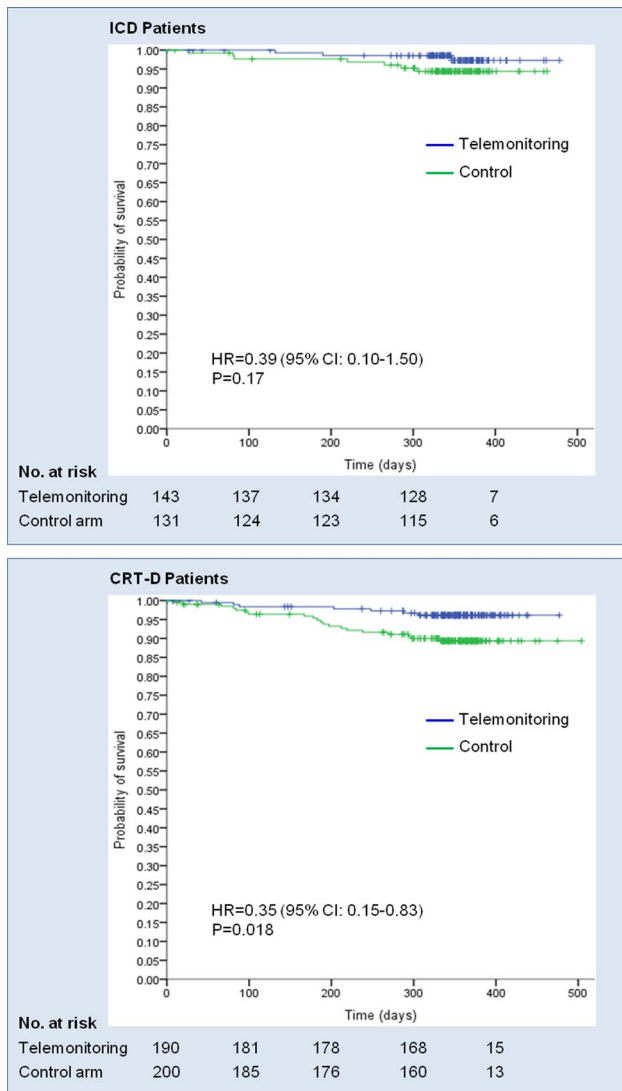 ICD Patients
1.00
0.95
0.90
0.85
0.80
0.75
0.70
0.65
0.60
0.55
0.50
0.45
0.40
0.35
0.30
0.25
0.20
0.15
0.10
0.05
0.00
Probability of survival
Telemonitoring
Control
HR=0.39 (95% CI: 0.10-1.50)
P=0.17
0 100 200 300 400 500
Time (days)
No. at risk
Telemonitoring 143 137 134 128 7
Control arm 131 124 123 115 6
CRT-D Patients
1.00
0.95
0.90
0.85
0.80
0.75
0.70
0.65
0.60
0.55
0.50
0.45
0.40
0.35
0.30
0.25
0.20
0.15
0.10
0.05
0.00
Probability of survival
Telemonitoring
Control
HR=0.35 (95% CI: 0.15-0.83)
P=0.018
0 100 200 300 400 500
Time (days)
No. at risk
Telemonitoring 190 181 178 168 15
Control arm 200 185 176 160 13